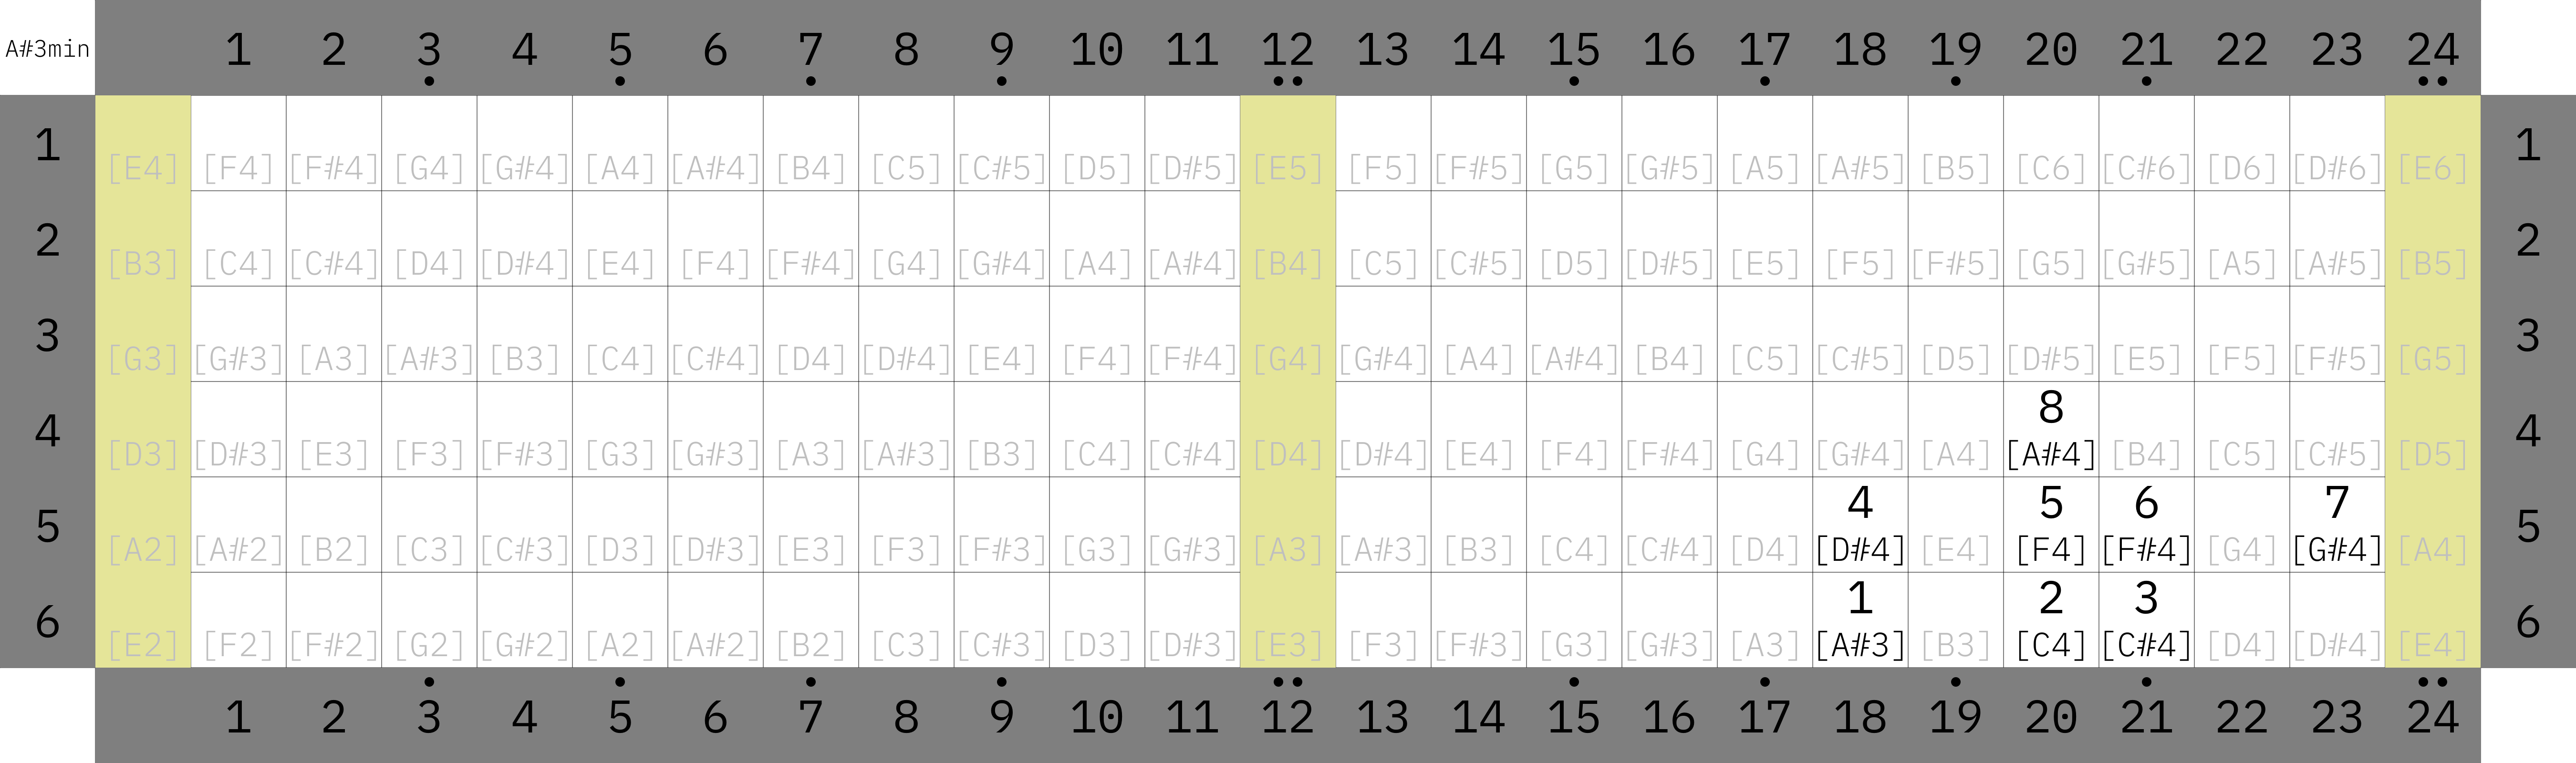 A#3min 1 2 3 4 5 6 7 8 9 10 11 12 13 14 15 16 17 18 19 20 21 22 23 24
1 [E4] [F4] [F#4] [G4] [G#4] [A4] [A#4] [B4] [C5] [C#5] [D5] [D#5] [E5] [F5] [F#5] [G5] [G#5] [A5] [A#5] [B5] [C6] [C#6] [D6] [D#6] [E6] 1
2 [B3] [C4] [C#4] [D4] [D#4] [E4] [F4] [F#4] [G4] [G#4] [A4] [A#4] [B4] [C5] [C#5] [D5] [D#5] [E5] [F5] [F#5] [G5] [G#5] [A5] [A#5] [B5] 2
3 [G3] [G#3] [A3] [A#3] [B3] [C4] [C#4] [D4] [D#4] [E4] [F4] [F#4] [G4] [G#4] [A4] [A#4] [B4] [C5] [C#5] [D5] [D#5] [E5] [F5] [F#5] [G5] 3
8
4 [D3] [D#3] [E3] [F3] [F#3] [G3] [G#3] [A3] [A#3] [B3] [C4] [C#4] [D4] [D#4] [E4] [F4] [F#4] [G4] [G#4] [A4] [A#4] [B4] [C5] [C#5] [D5] 4
4 5 6 7
5 [A2] [A#2] [B2] [C3] [C#3] [D3] [D#3] [E3] [F3] [F#3] [G3] [G#3] [A3] [A#3] [B3] [C4] [C#4] [D4] [D#4] [E4] [F4] [F#4] [G4] [G#4] [A4] 5
1 2 3
6 [E2] [F2] [F#2] [G2] [G#2] [A2] [A#2] [B2] [C3] [C#3] [D3] [D#3] [E3] [F3] [F#3] [G3] [G#3] [A3] [A#3] [B3] [C4] [C#4] [D4] [D#4] [E4] 6
1 2 3 4 5 6 7 8 9 10 11 12 13 14 15 16 17 18 19 20 21 22 23 24